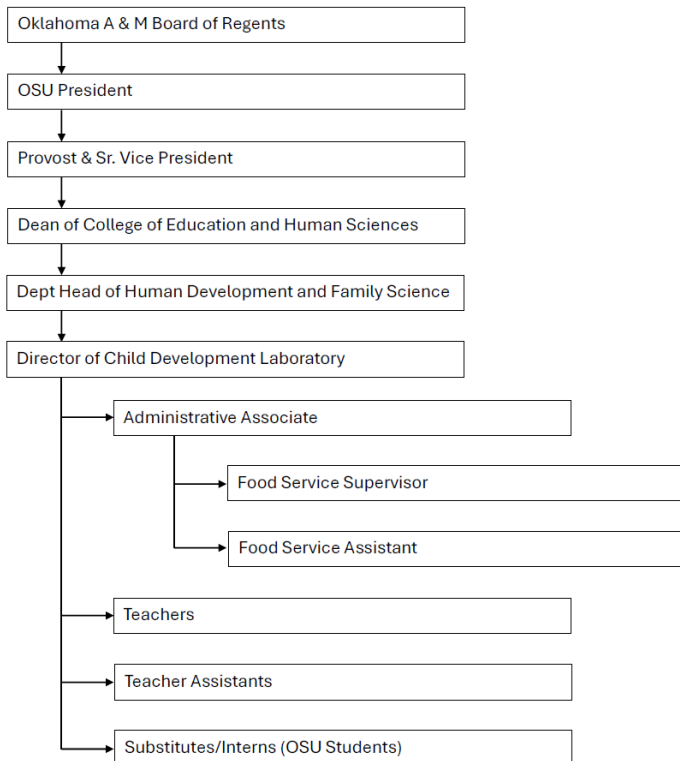 Oklahoma A & M Board of Regents
OSU President
Provost & Sr. Vice President
Dean of College of Education and Human Sciences
Dept Head of Human Development and Family Science
Director of Child Development Laboratory
Administrative Associate
Food Service Supervisor
Food Service Assistant
Teachers
Teacher Assistants
Substitutes/Interns (OSU Students)